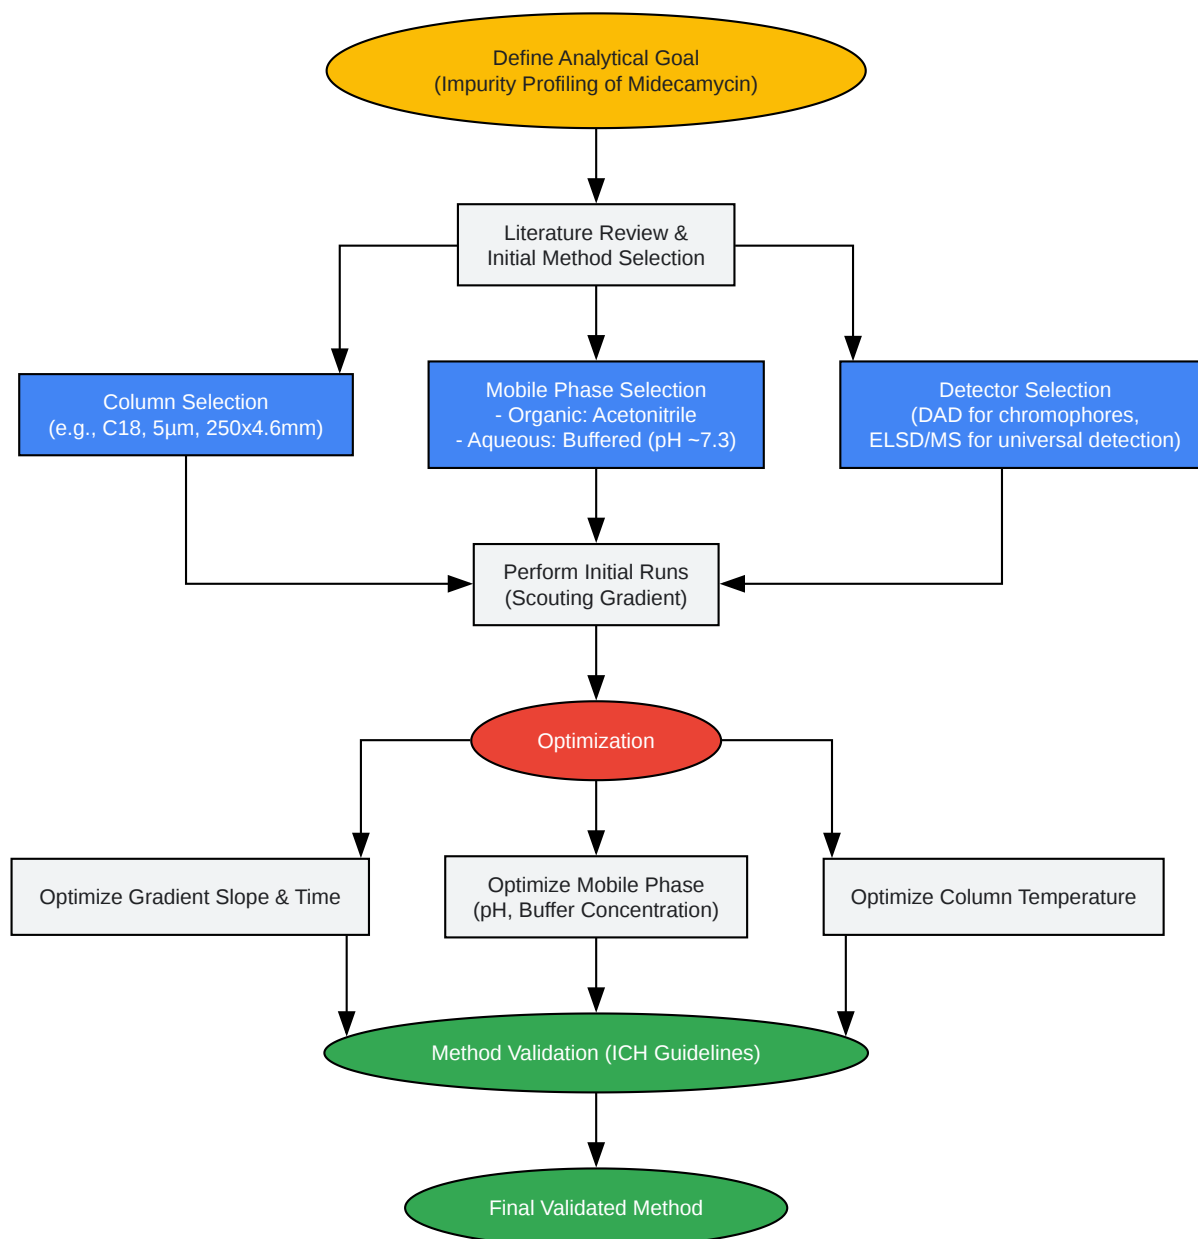 Define Analytical Goal
(Impurity Profiling of Midecamycin)
Literature Review &
Initial Method Selection
Column Selection
(e.g., C18, 5µm, 250x4.6mm)
Mobile Phase Selection
- Organic: Acetonitrile
- Aqueous: Buffered (pH ~7.3)
Detector Selection
(DAD for chromophores,
ELSD/MS for universal detection)
Perform Initial Runs
(Scouting Gradient)
Optimization
Optimize Gradient Slope & Time
Optimize Mobile Phase
(pH, Buffer Concentration)
Optimize Column Temperature
Method Validation (ICH Guidelines)
Final Validated Method